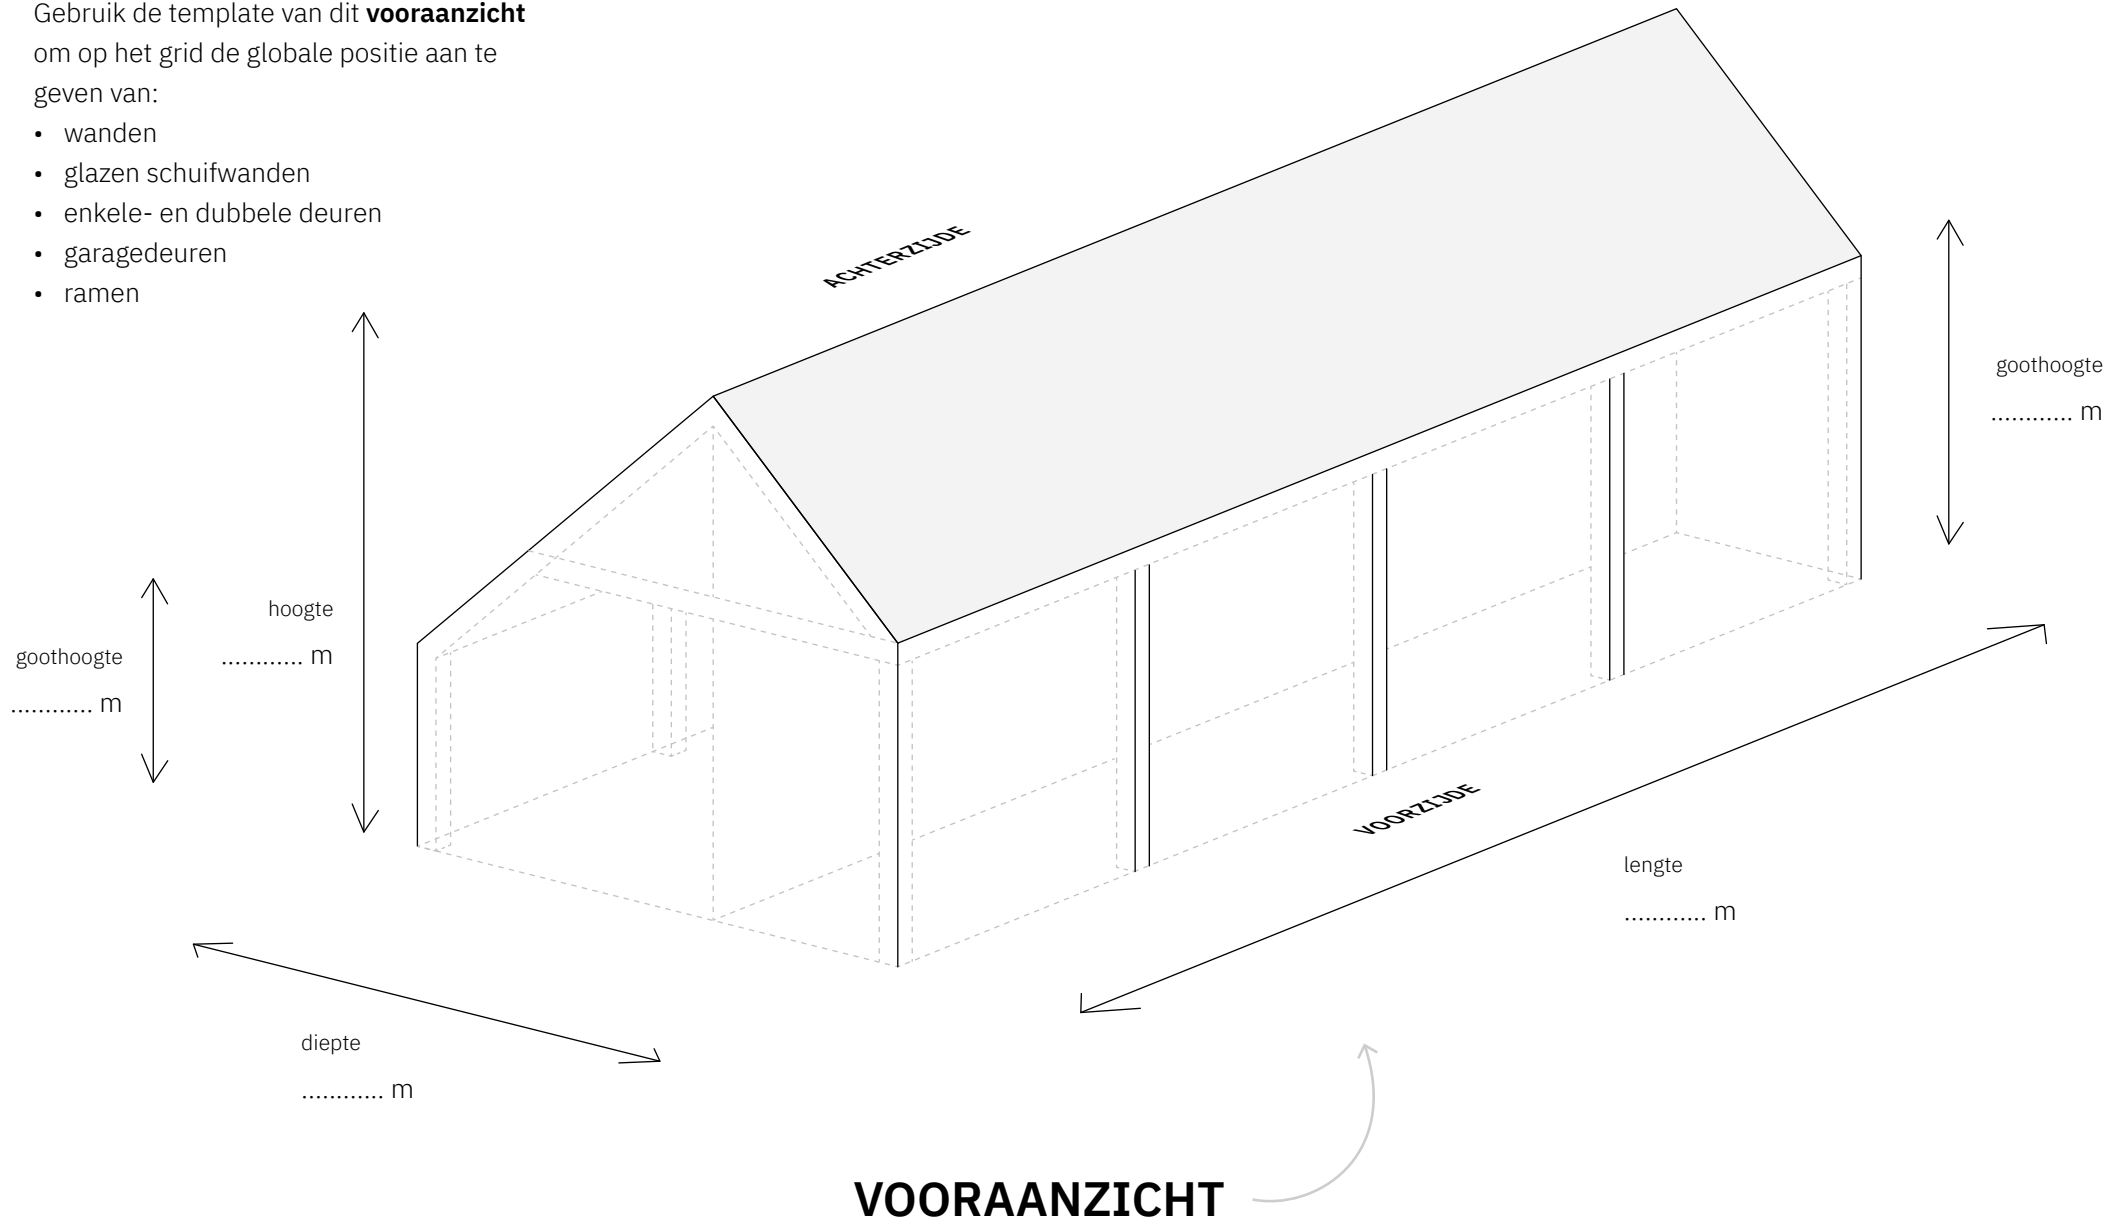 Gebruik de template van dit vooraanzicht
om op het grid de globale positie aan te
geven van:
• wanden
• glazen schuifwanden
• enkele- en dubbele deuren
• garagedeuren
• ramen
ACHTERZIJDE
goothoogte
............ m
hoogte
............ m
goothoogte
............ m
VOORZIJDE
lengte
............ m
diepte
............ m
VOORAANZICHT